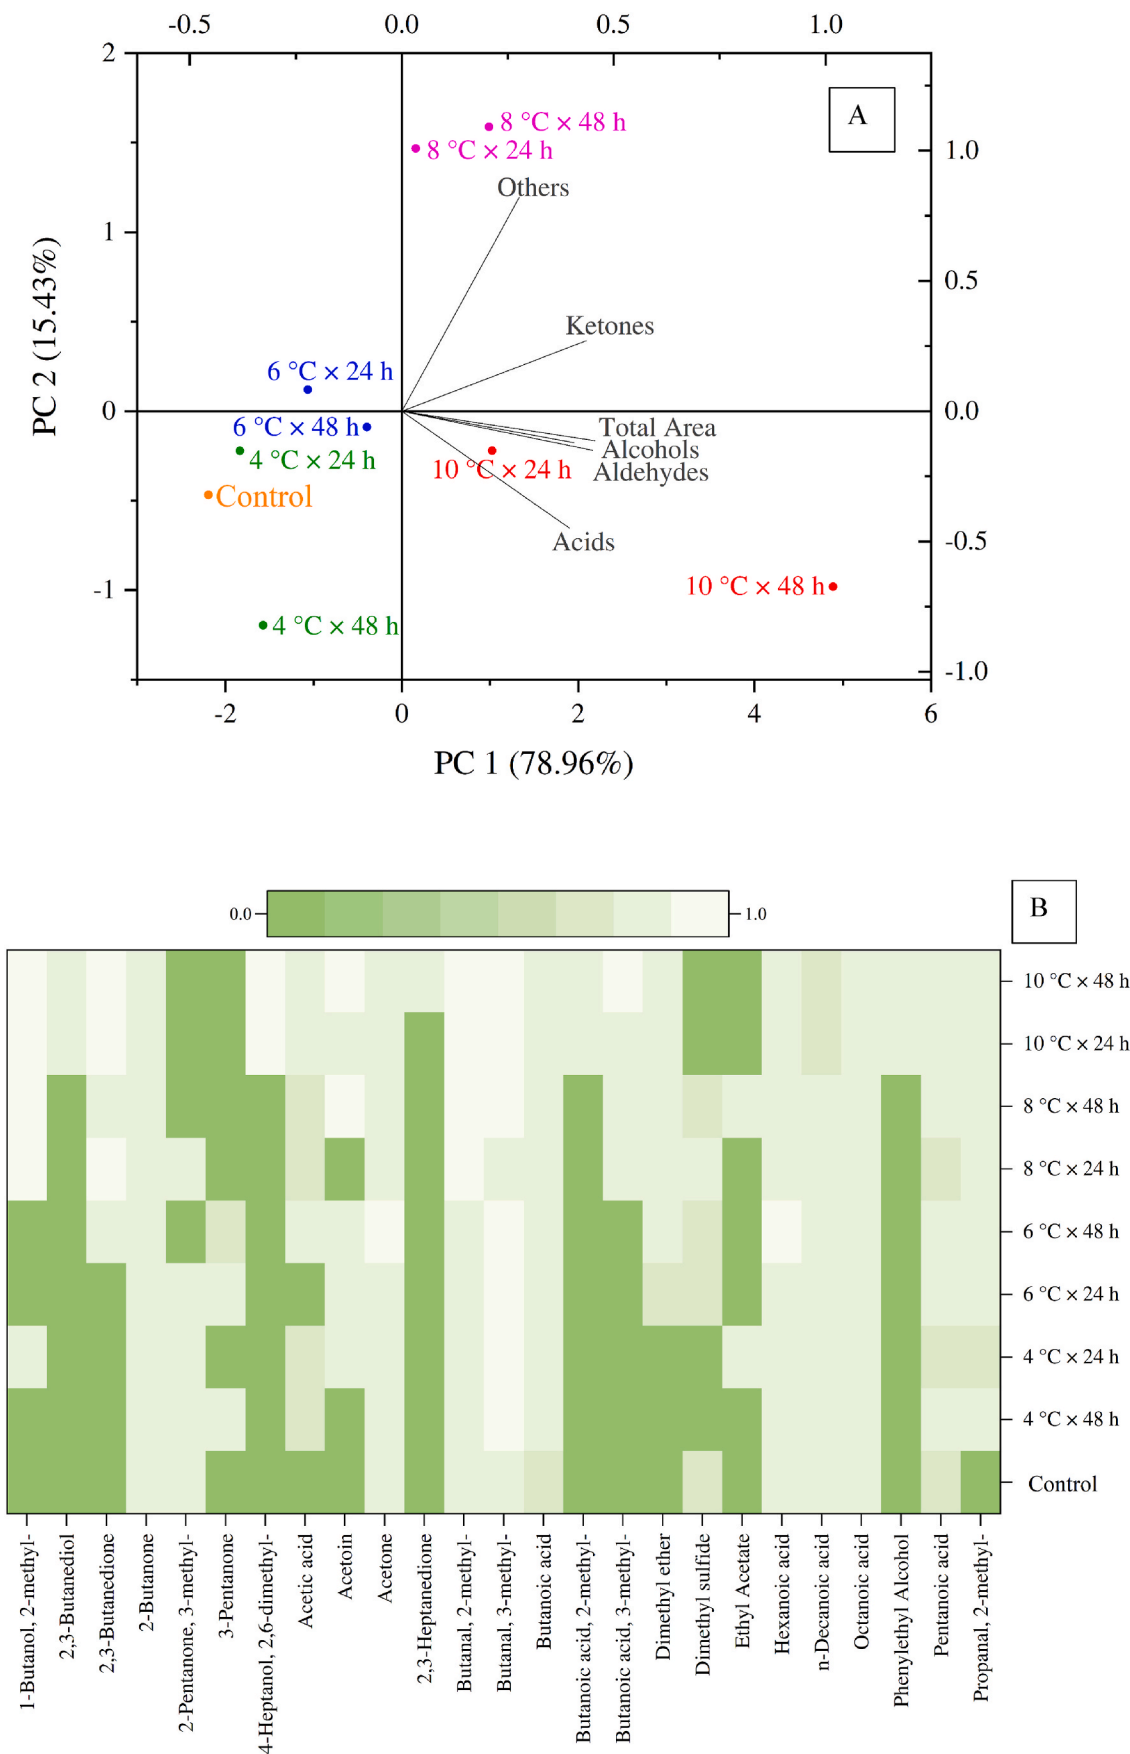 -0.5 0.0 0.5 1.0
2
A
8 °C × 48 h
8 °C × 24 h
1.0
Others
1
0.5
Ketones
6 °C × 24 h
0
0.0
6 °C × 48 h
Total Area
4 °C × 24 h
Alcohols
10 °C × 24 h
Aldehydes
Control
Acids
-0.5
-1
10 °C × 48 h
4 °C × 48 h
-1.0
-2 0 2 4 6
PC 2 (15.43%)
PC 1 (78.96%)
B
0.0 1.0
10 °C × 48 h
10 °C × 24 h
8 °C × 48 h
8 °C × 24 h
6 °C × 48 h
6 °C × 24 h
4 °C × 24 h
4 °C × 48 h
Control
1-Butanol, 2-methyl-
2,3-Butanediol
2,3-Butanedione
2-Butanone
2-Pentanone, 3-methyl-
3-Pentanone
4-Heptanol, 2,6-dimethyl-
Acetic acid
Acetoin
Acetone
2,3-Heptanedione
Butanal, 2-methyl-
Butanal, 3-methyl-
Butanoic acid
Butanoic acid, 2-methyl-
Butanoic acid, 3-methyl-
Dimethyl ether
Dimethyl sulfide
Ethyl Acetate
Hexanoic acid
n-Decanoic acid
Octanoic acid
Phenylethyl Alcohol
Pentanoic acid
Propanal, 2-methyl-